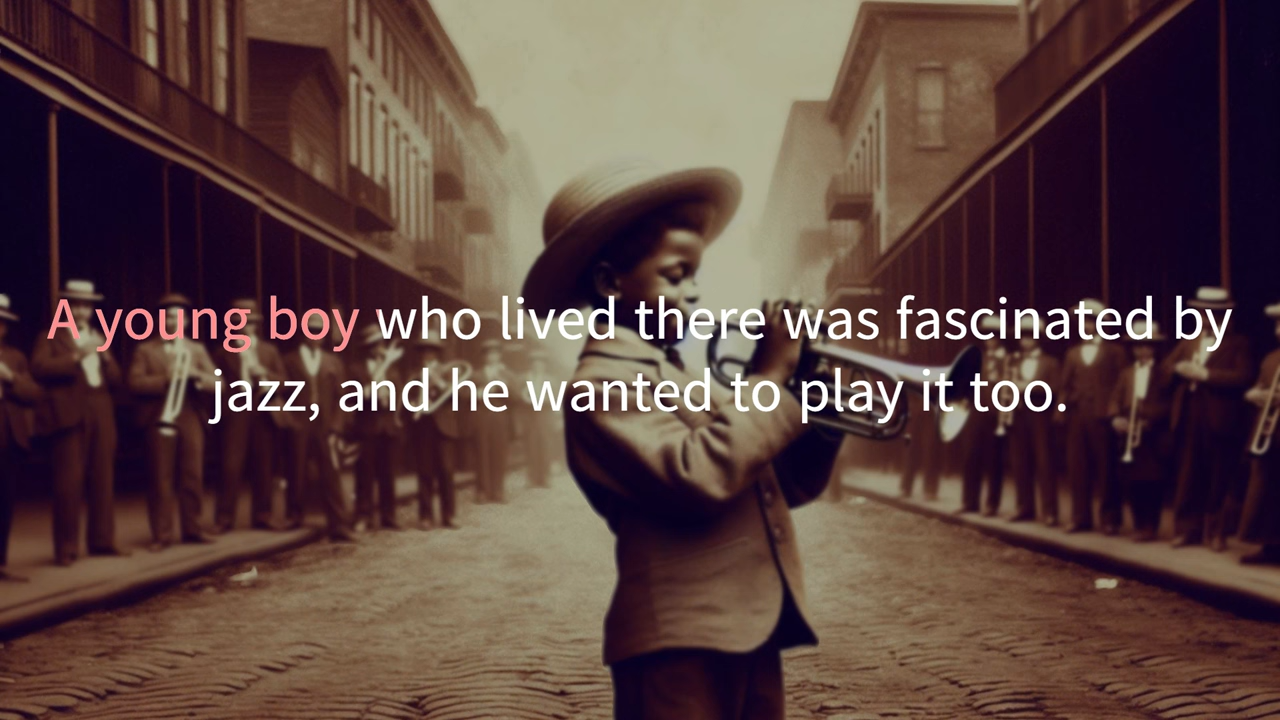 A young boy who lived there was fascinated by
jazz, and he wanted to play it too.